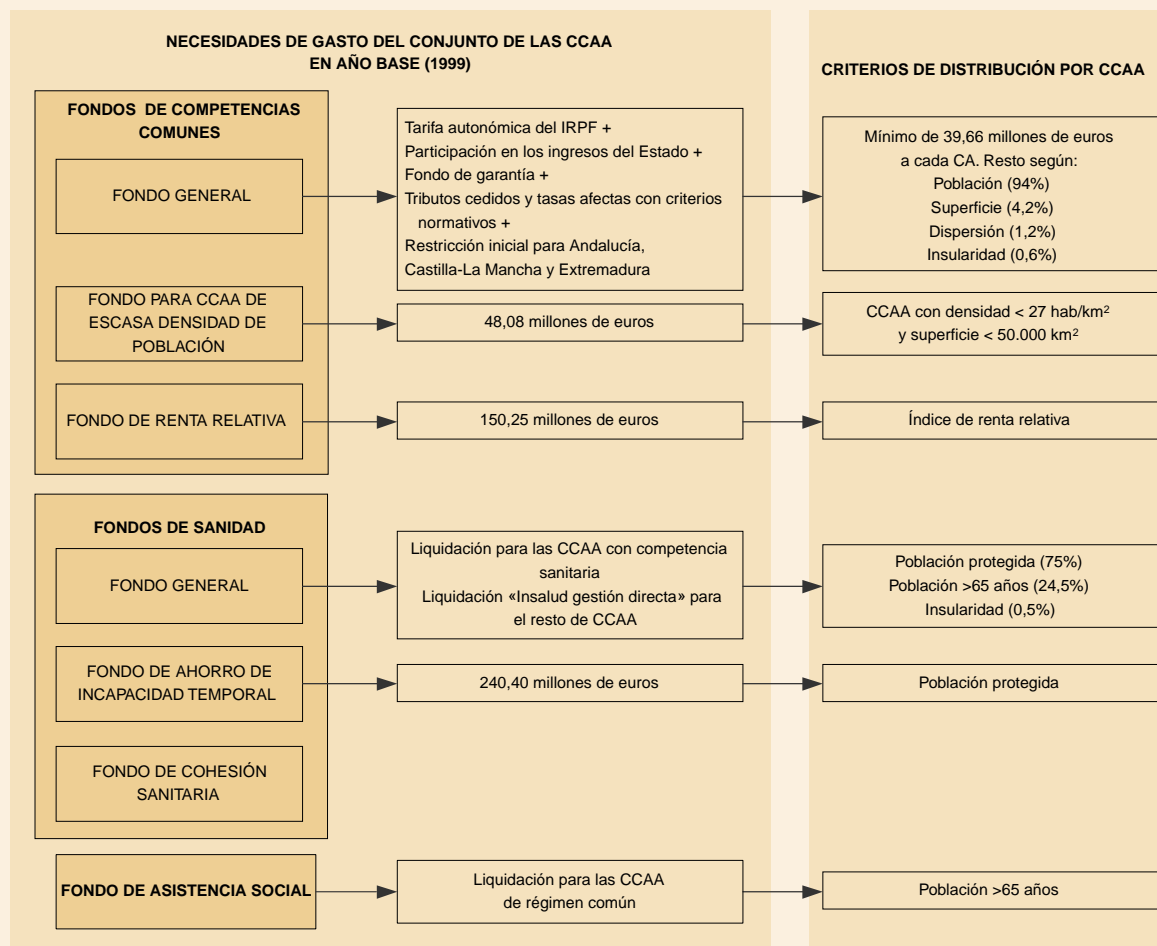 NECESIDADES DE GASTO DEL CONJUNTO DE LAS CCAA
EN AÑO BASE (1999)
CRITERIOS DE DISTRIBUCIÓN POR CCAA
FONDOS DE COMPETENCIAS
COMUNES
FONDO GENERAL
Tarifa autonómica del IRPF +
Participación en los ingresos del Estado +
Fondo de garantía +
Tributos cedidos y tasas afectas con criterios
normativos +
Restricción inicial para Andalucía,
Castilla-La Mancha y Extremadura
Mínimo de 39,66 millones de euros
a cada CA. Resto según:
Población (94%)
Superficie (4,2%)
Dispersión (1,2%)
Insularidad (0,6%)
FONDO PARA CCAA DE
ESCASA DENSIDAD DE
POBLACIÓN
48,08 millones de euros
CCAA con densidad < 27 hab/km²
y superficie < 50.000 km²
FONDO DE RENTA RELATIVA
150,25 millones de euros
Índice de renta relativa
FONDOS DE SANIDAD
FONDO GENERAL
Liquidación para las CCAA con competencia
sanitaria
Liquidación «Insalud gestión directa» para
el resto de CCAA
Población protegida (75%)
Población >65 años (24,5%)
Insularidad (0,5%)
FONDO DE AHORRO DE
INCAPACIDAD TEMPORAL
240,40 millones de euros
Población protegida
FONDO DE COHESIÓN
SANITARIA
FONDO DE ASISTENCIA SOCIAL
Liquidación para las CCAA
de régimen común
Población >65 años